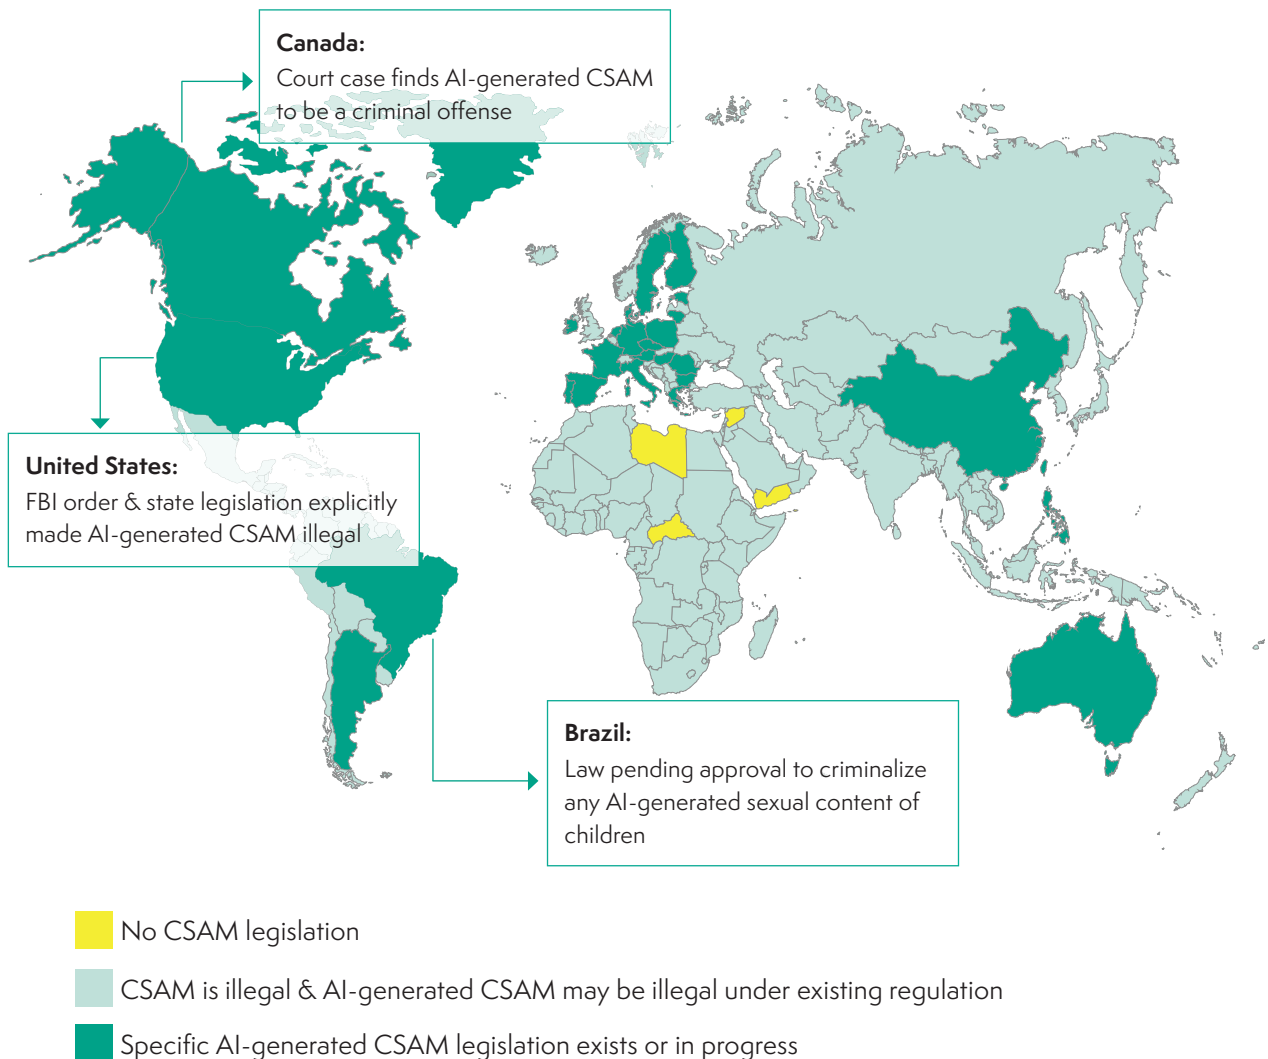 Canada:
Court case finds AI-generated CSAM
to be a criminal offense
United States:
FBI order & state legislation explicitly
made AI-generated CSAM illegal
Brazil:
Law pending approval to criminalize
any AI-generated sexual content of
children
No CSAM legislation
CSAM is illegal & AI-generated CSAM may be illegal under existing regulation
Specific AI-generated CSAM legislation exists or in progress